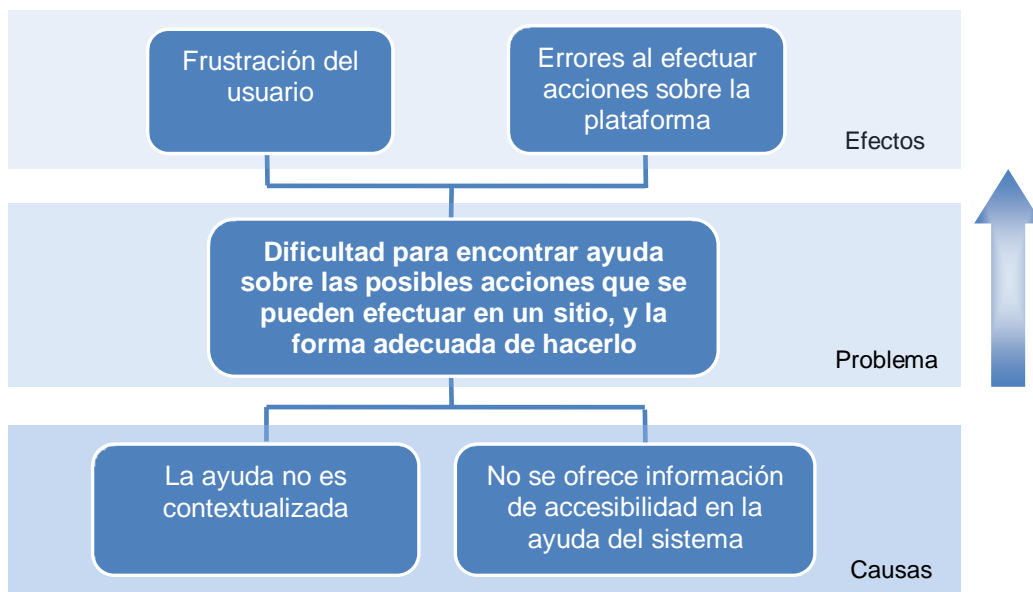 Frustración del
usuario
Errores al efectuar
acciones sobre la
plataforma
Efectos
Dificultad para encontrar ayuda
sobre las posibles acciones que se
pueden efectuar en un sitio, y la
forma adecuada de hacerlo
Problema
La ayuda no es
contextualizada
No se ofrece información
de accesibilidad en la
ayuda del sistema
Causas